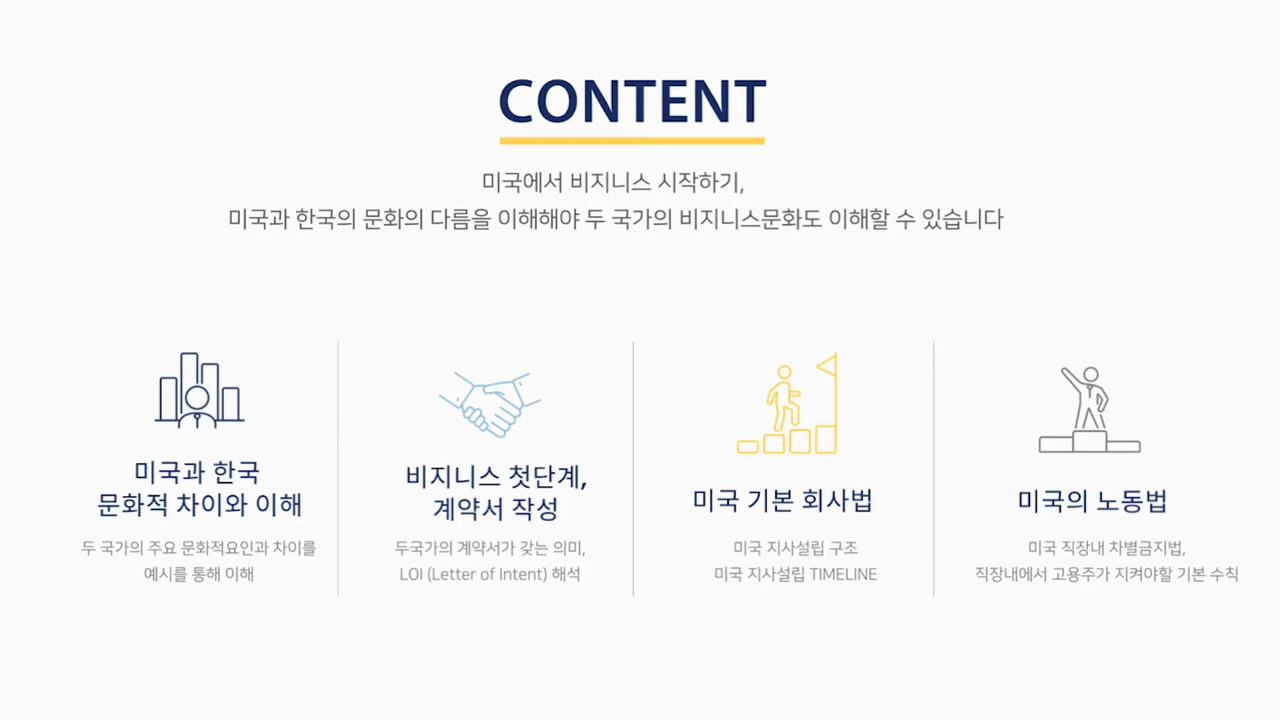 CONTENT
미국에서 비지니스 시작하기,
미국과 한국의 문화의 다름을 이해해야 두 국가의 비지니스문화도 이해할 수 있습니다
미국과 한국
문화적 차이와 이해
두 국가의 주요 문화적요인과 차이를
예시를 통해 이해
비지니스 첫단계,
계약서 작성
두국가의 계약서가 갖는 의미,
LOI (Letter of Intent) 해석
미국 기본 회사법
미국 지사설립 구조
미국 지사설립 TIMELINE
미국의 노동법
미국 직장내 차별금지법,
직장내에서 고용주가 지켜야할 기본 수칙